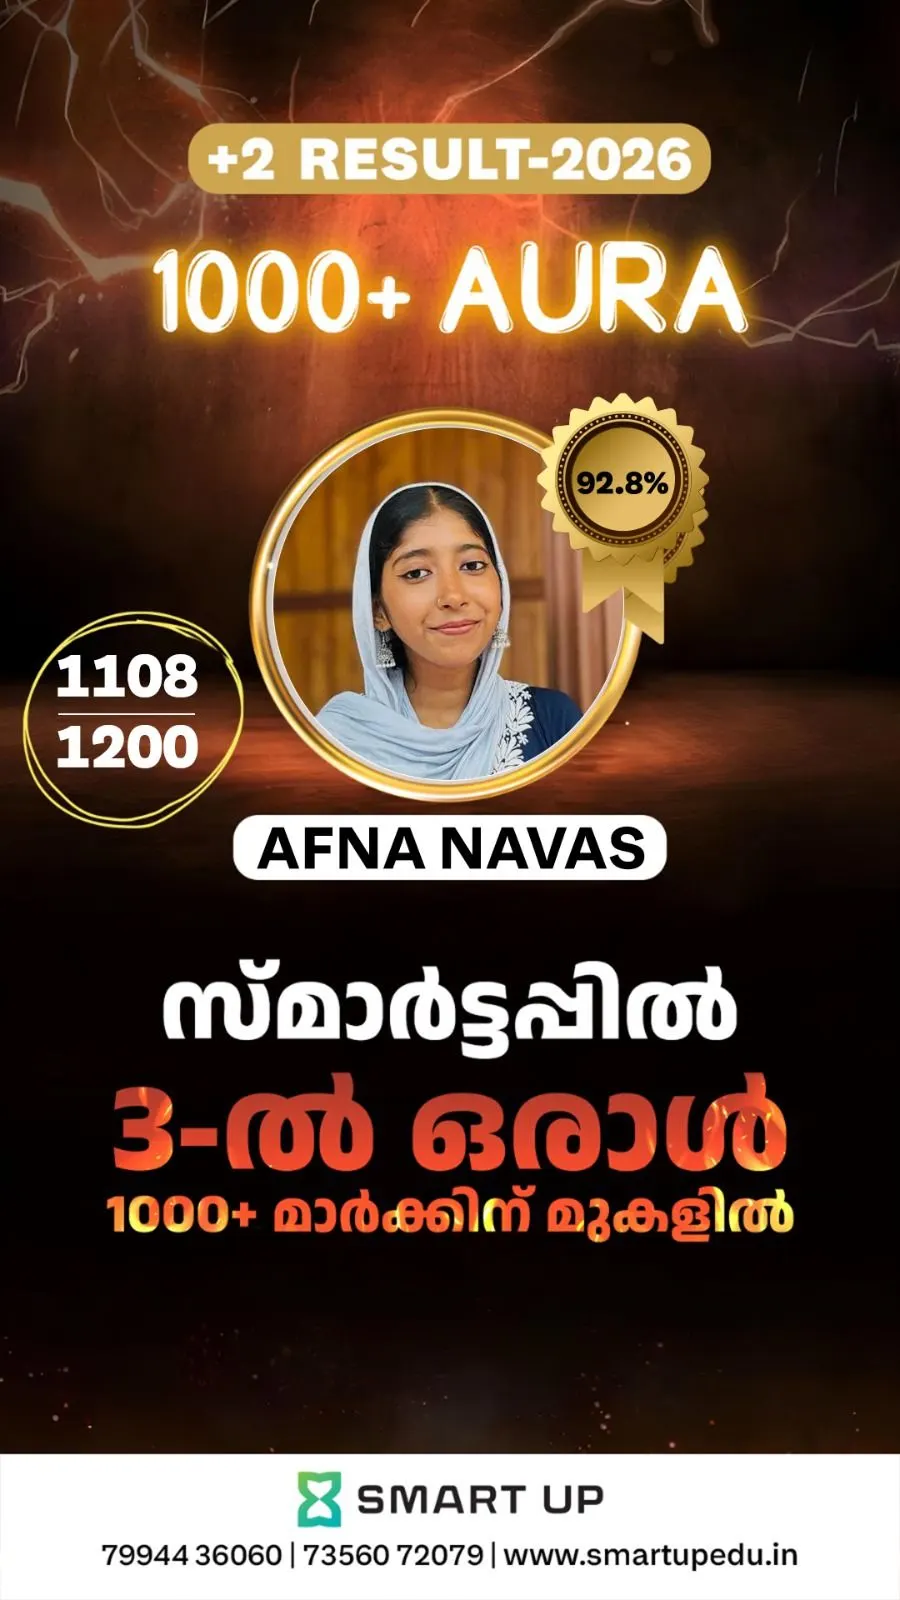 +2 RESULT-2026
1000+ AURA
92.8%
1108
1200
AFNA NAVAS
സ്മാർട്ടപ്പിൽ
3-ൽ ഒരാൾ
1000+ മാർക്കിന് മുകളിൽ
SMART UP
79944 36060 | 73560 72079 | www.smartupedu.in